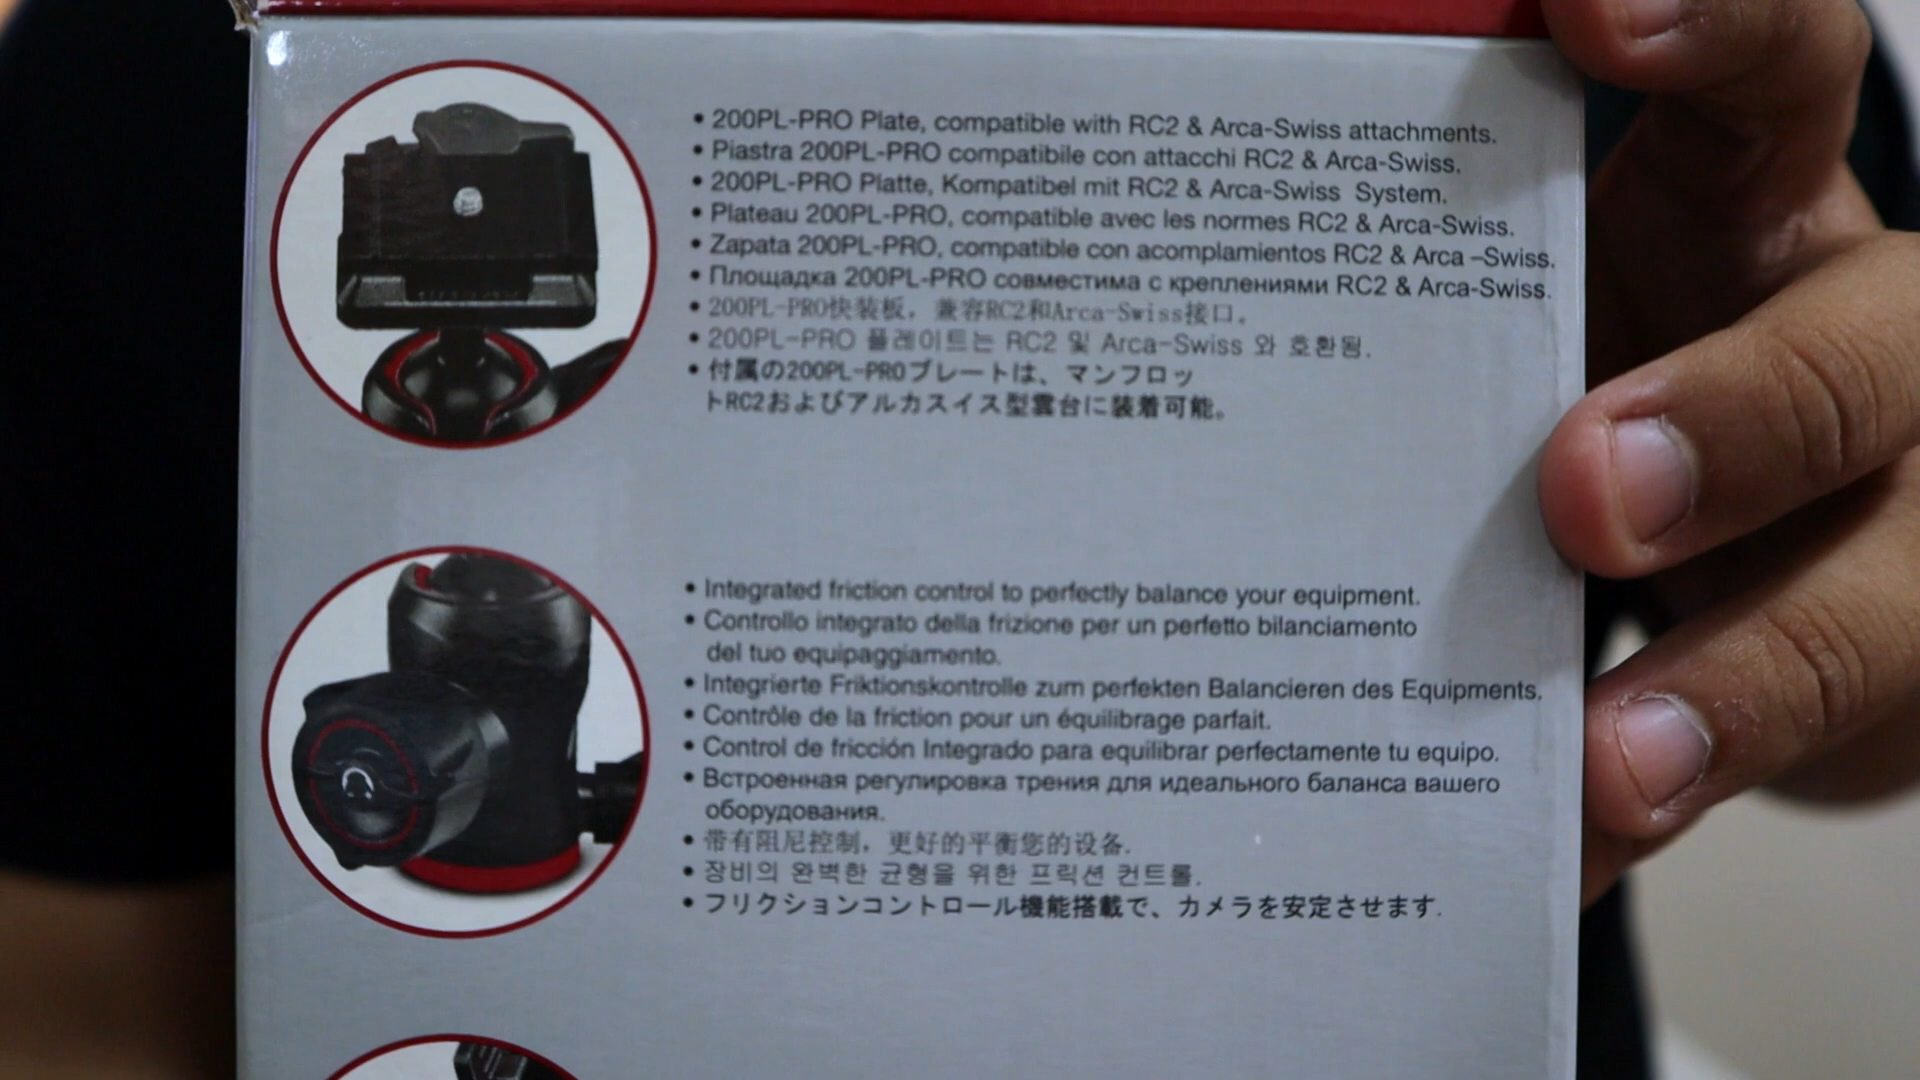 • 200PL-PRO Plate, compatible with RC2 & Arca-Swiss attachments.
• Piastra 200PL-PRO compatibile con attacchi RC2 & Arca-Swiss.
• 200PL-PRO Platte, Kompatibel mit RC2 & Arca-Swiss System.
• Plateau 200PL-PRO, compatible avec les normes RC2 & Arca-Swiss.
• Zapata 200PL-PRO, compatible con acomplamientos RC2 & Arca –Swiss.
• Площадка 200PL-PRO совместима с креплениями RC2 & Arca-Swiss.
• 200PL-PRO快装板，兼容RC2和Arca-Swiss接口。
• 200PL-PRO 플레이트는 RC2 및 Arca-Swiss 와 호환됨.
• 付属の200PL-PROプレートは、マンフロッ
トRC2およびアルカスイス型雲台に装着可能。
• Integrated friction control to perfectly balance your equipment.
• Controllo integrato della frizione per un perfetto bilanciamento
del tuo equipaggiamento.
• Integrierte Friktionskontrolle zum perfekten Balancieren des Equipments.
• Contrôle de la friction pour un équilibrage parfait.
• Control de fricción Integrado para equilibrar perfectamente tu equipo.
• Встроенная регулировка трения для идеального баланса вашего
оборудования.
• 带有阻尼控制，更好的平衡您的设备.
• 장비의 완벽한 균형을 위한 프릭션 컨트롤.
• フリクションコントロール機能搭載で、カメラを安定させます.